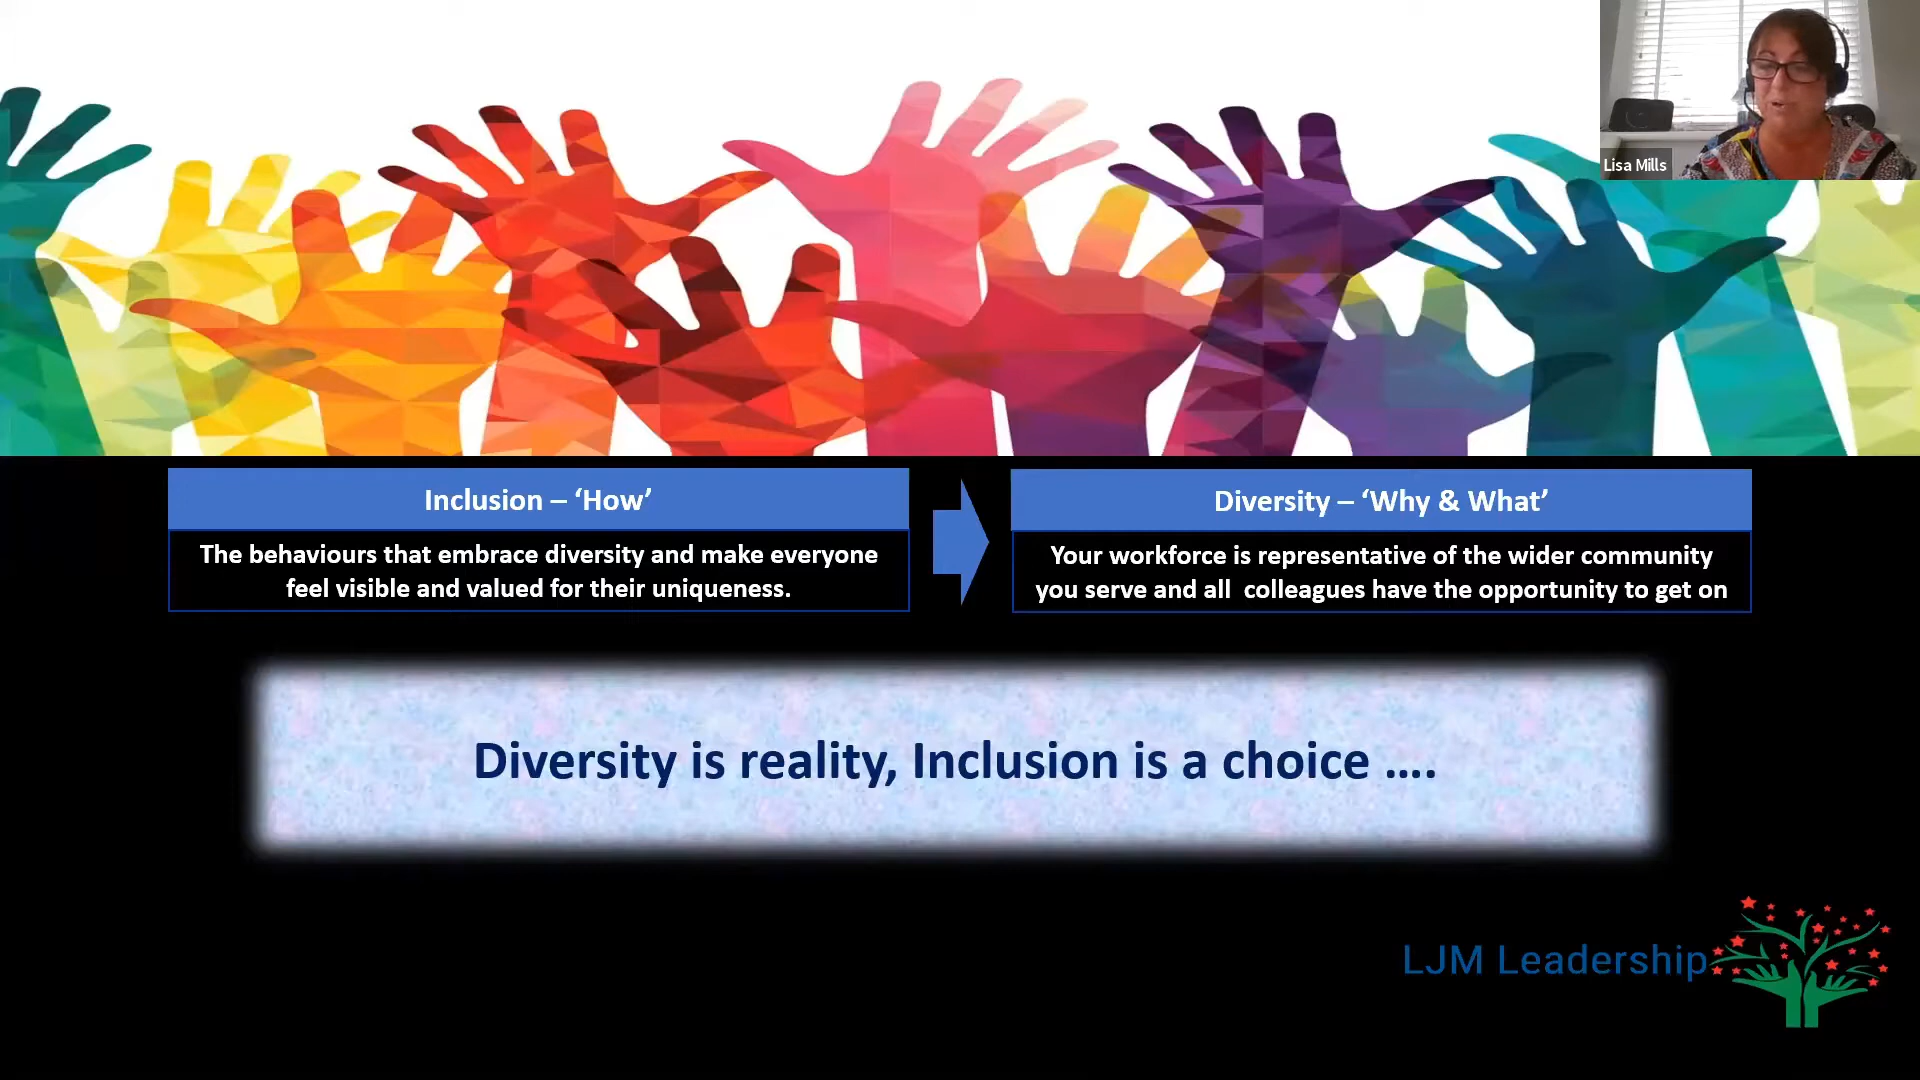 Lisa Mills
Inclusion – ‘How’
The behaviours that embrace diversity and make everyone
feel visible and valued for their uniqueness.
Diversity – ‘Why & What’
Your workforce is representative of the wider community
you serve and all  colleagues have the opportunity to get on
Diversity is reality, Inclusion is a choice ....
LJM Leadership